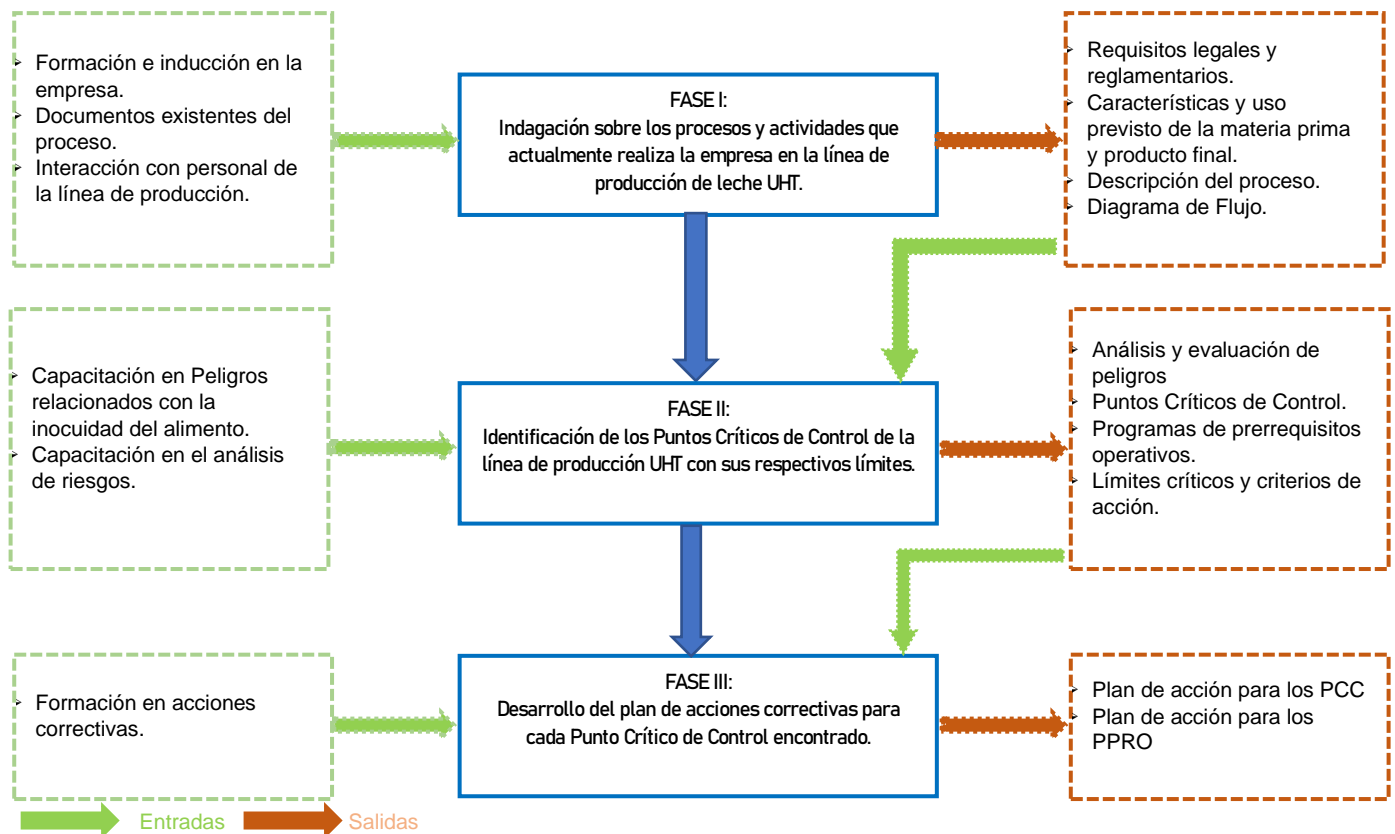 Formación e inducción en la
empresa.
Documentos existentes del
proceso.
Interacción con personal de
la línea de producción.
FASE I:
Indagación sobre los procesos y actividades que
actualmente realiza la empresa en la línea de
producción de leche UHT.
Requisitos legales y
reglamentarios.
Características y uso
previsto de la materia prima
y producto final.
Descripción del proceso.
Diagrama de Flujo.
Capacitación en Peligros
relacionados con la
inocuidad del alimento.
Capacitación en el análisis
de riesgos.
FASE II:
Identificación de los Puntos Críticos de Control de la
línea de producción UHT con sus respectivos límites.
Análisis y evaluación de
peligros
Puntos Críticos de Control.
Programas de prerrequisitos
operativos.
Límites críticos y criterios de
acción.
Formación en acciones
correctivas.
FASE III:
Desarrollo del plan de acciones correctivas para
cada Punto Crítico de Control encontrado.
Plan de acción para los PCC
Plan de acción para los
PPRO
Entradas
Salidas